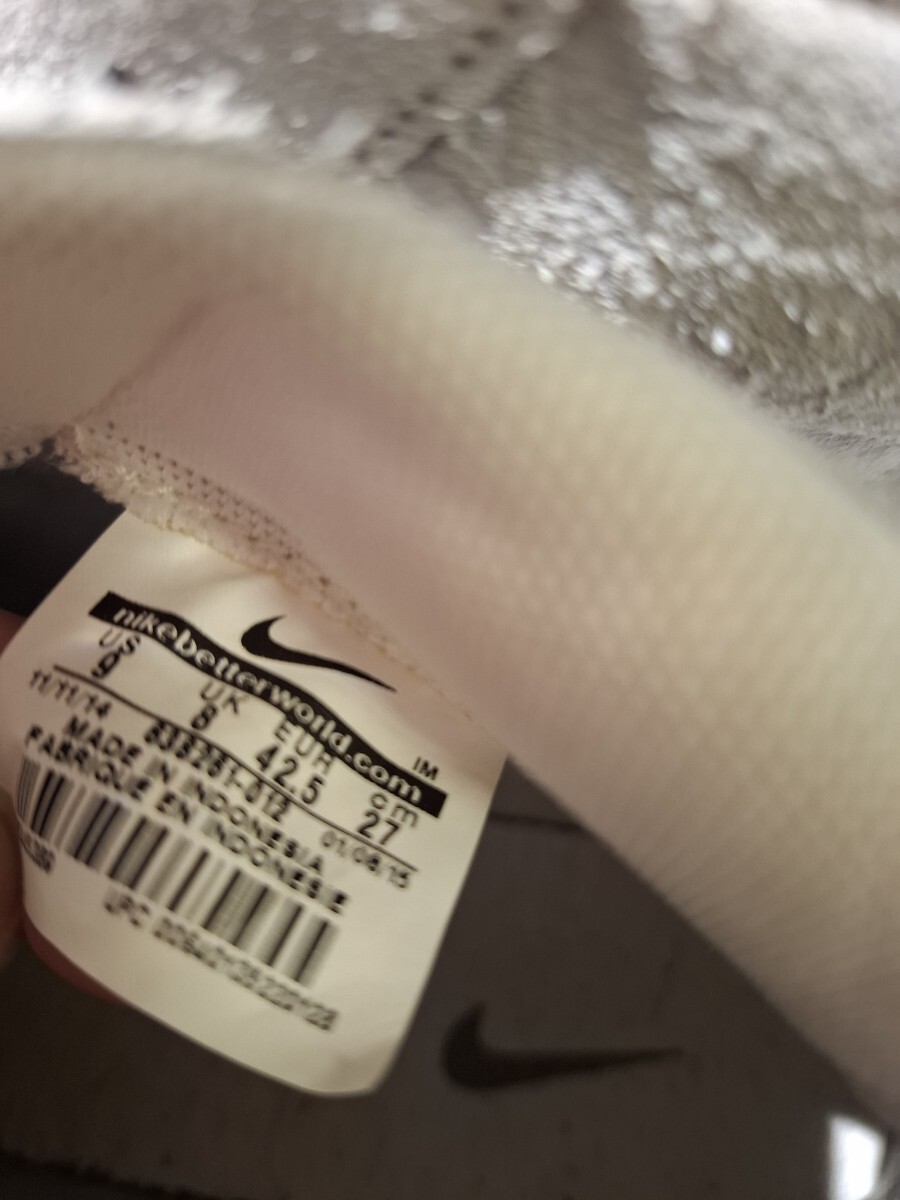 nikebetterworld.com
TM
US UK EUR cm
9 8 42.5 27
11/11/14 01/08/15
MADE IN INDONESIA
FABRIQUE EN INDONESIE
UPC